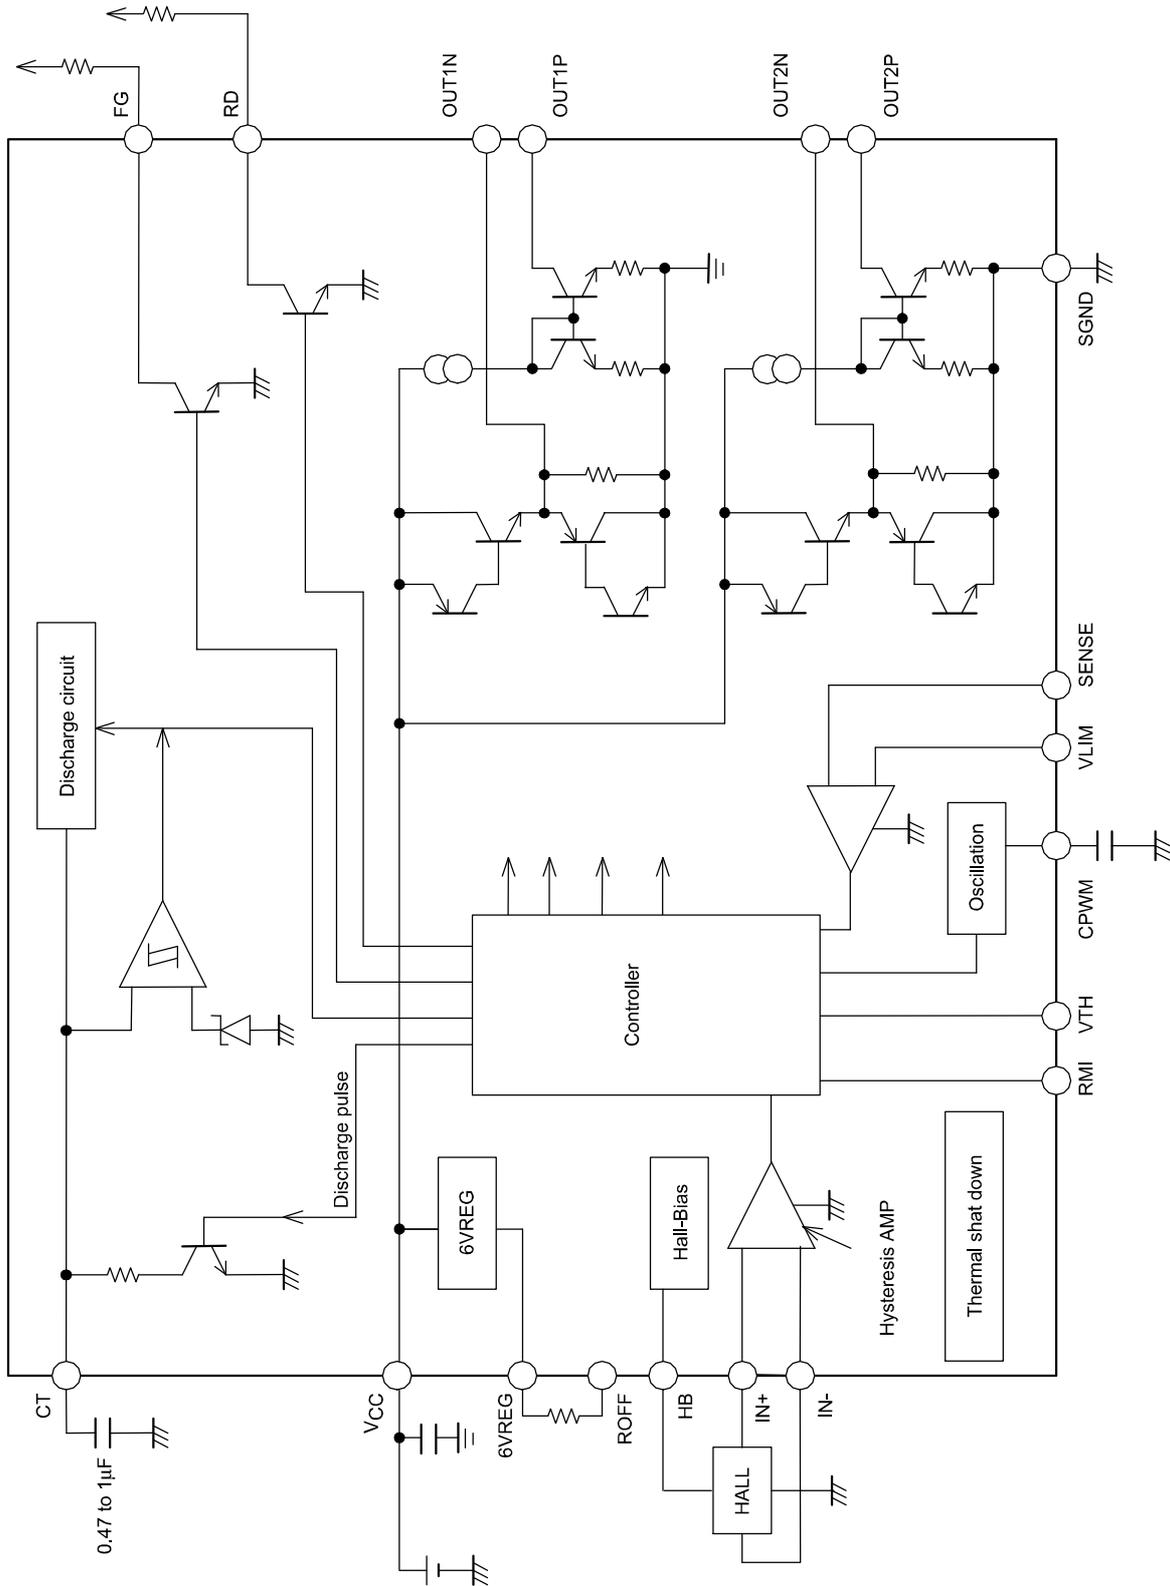 FG
RD
OUT1N
OUT1P
OUT2N
OUT2P
Discharge circuit
SGND
SENSE
VLIM
Oscillation
CPWM
Controller
VTH
RMI
Discharge pulse
6VREG
Hall-Bias
Hysteresis AMP
Thermal shat down
CT
VCC
6VREG
ROFF
HB
IN+
IN-
0.47 to 1μF
HALL